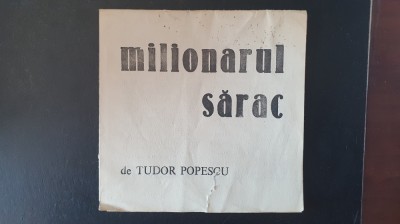 milionarul
sărac
de TUDOR POPESCU